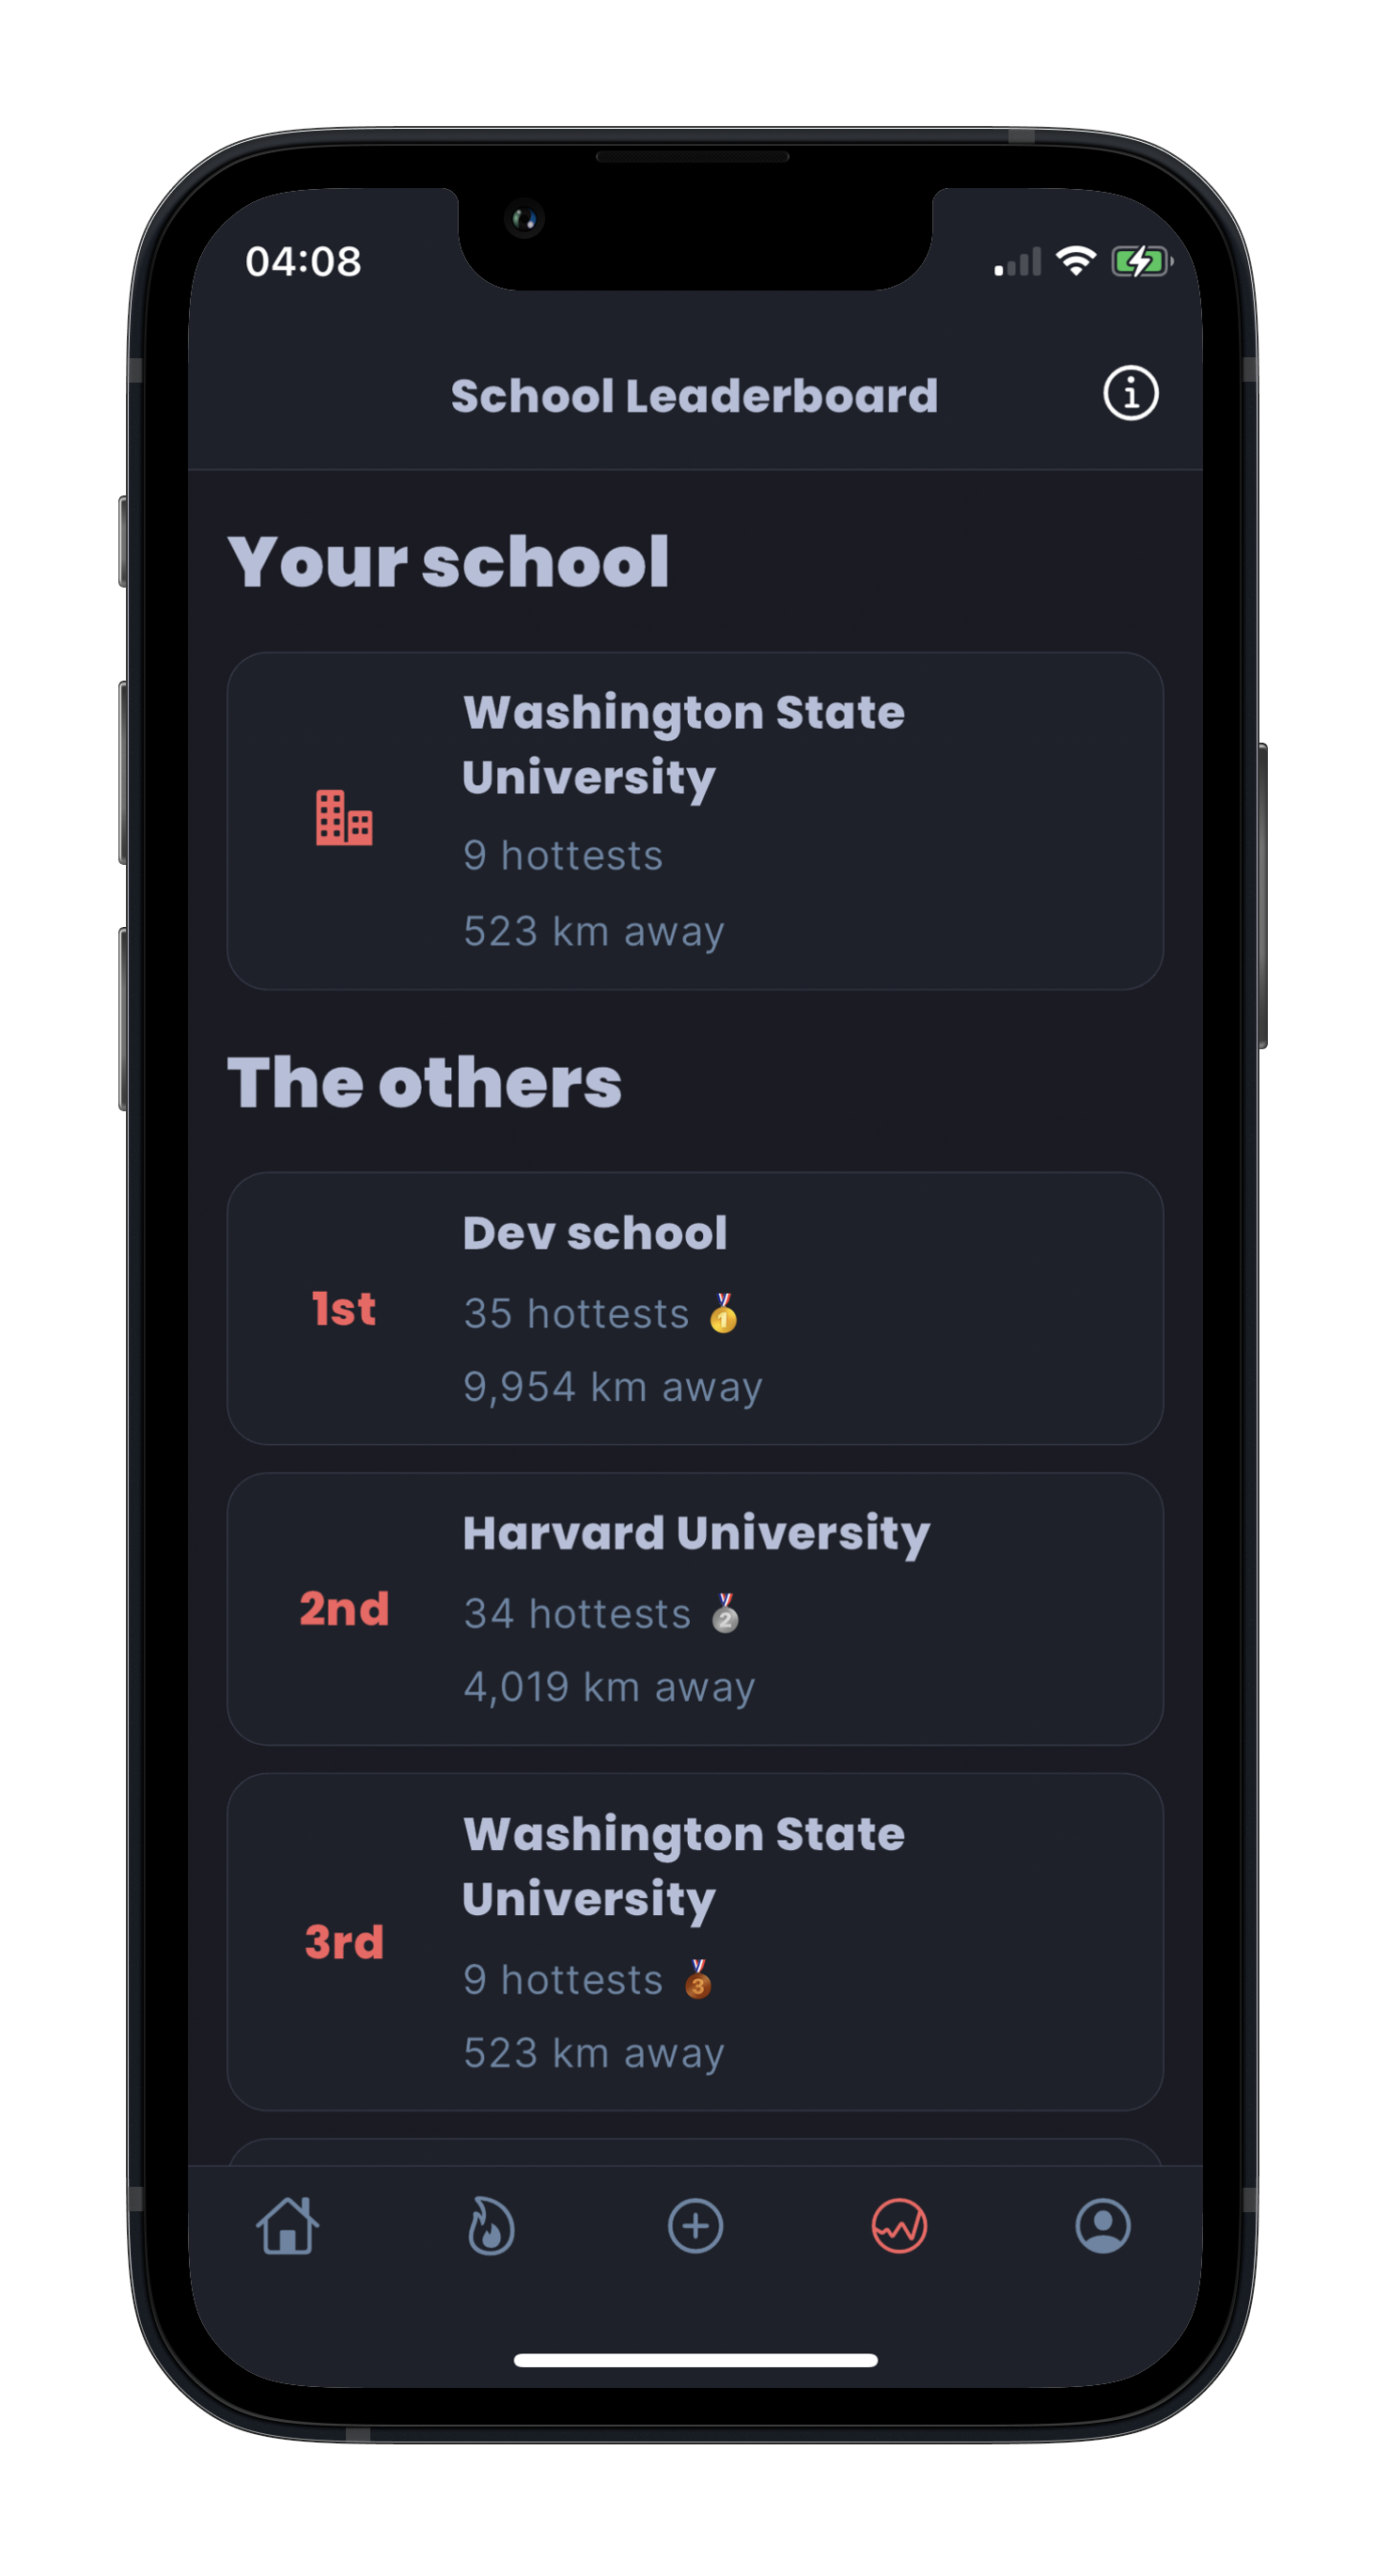 04:08
School Leaderboard
Your school
Washington State
University
9 hottests
523 km away
The others
Dev school
1st
35 hottests 🥇
9,954 km away
Harvard University
2nd
34 hottests 🥈
4,019 km away
Washington State
University
3rd
9 hottests 🥉
523 km away